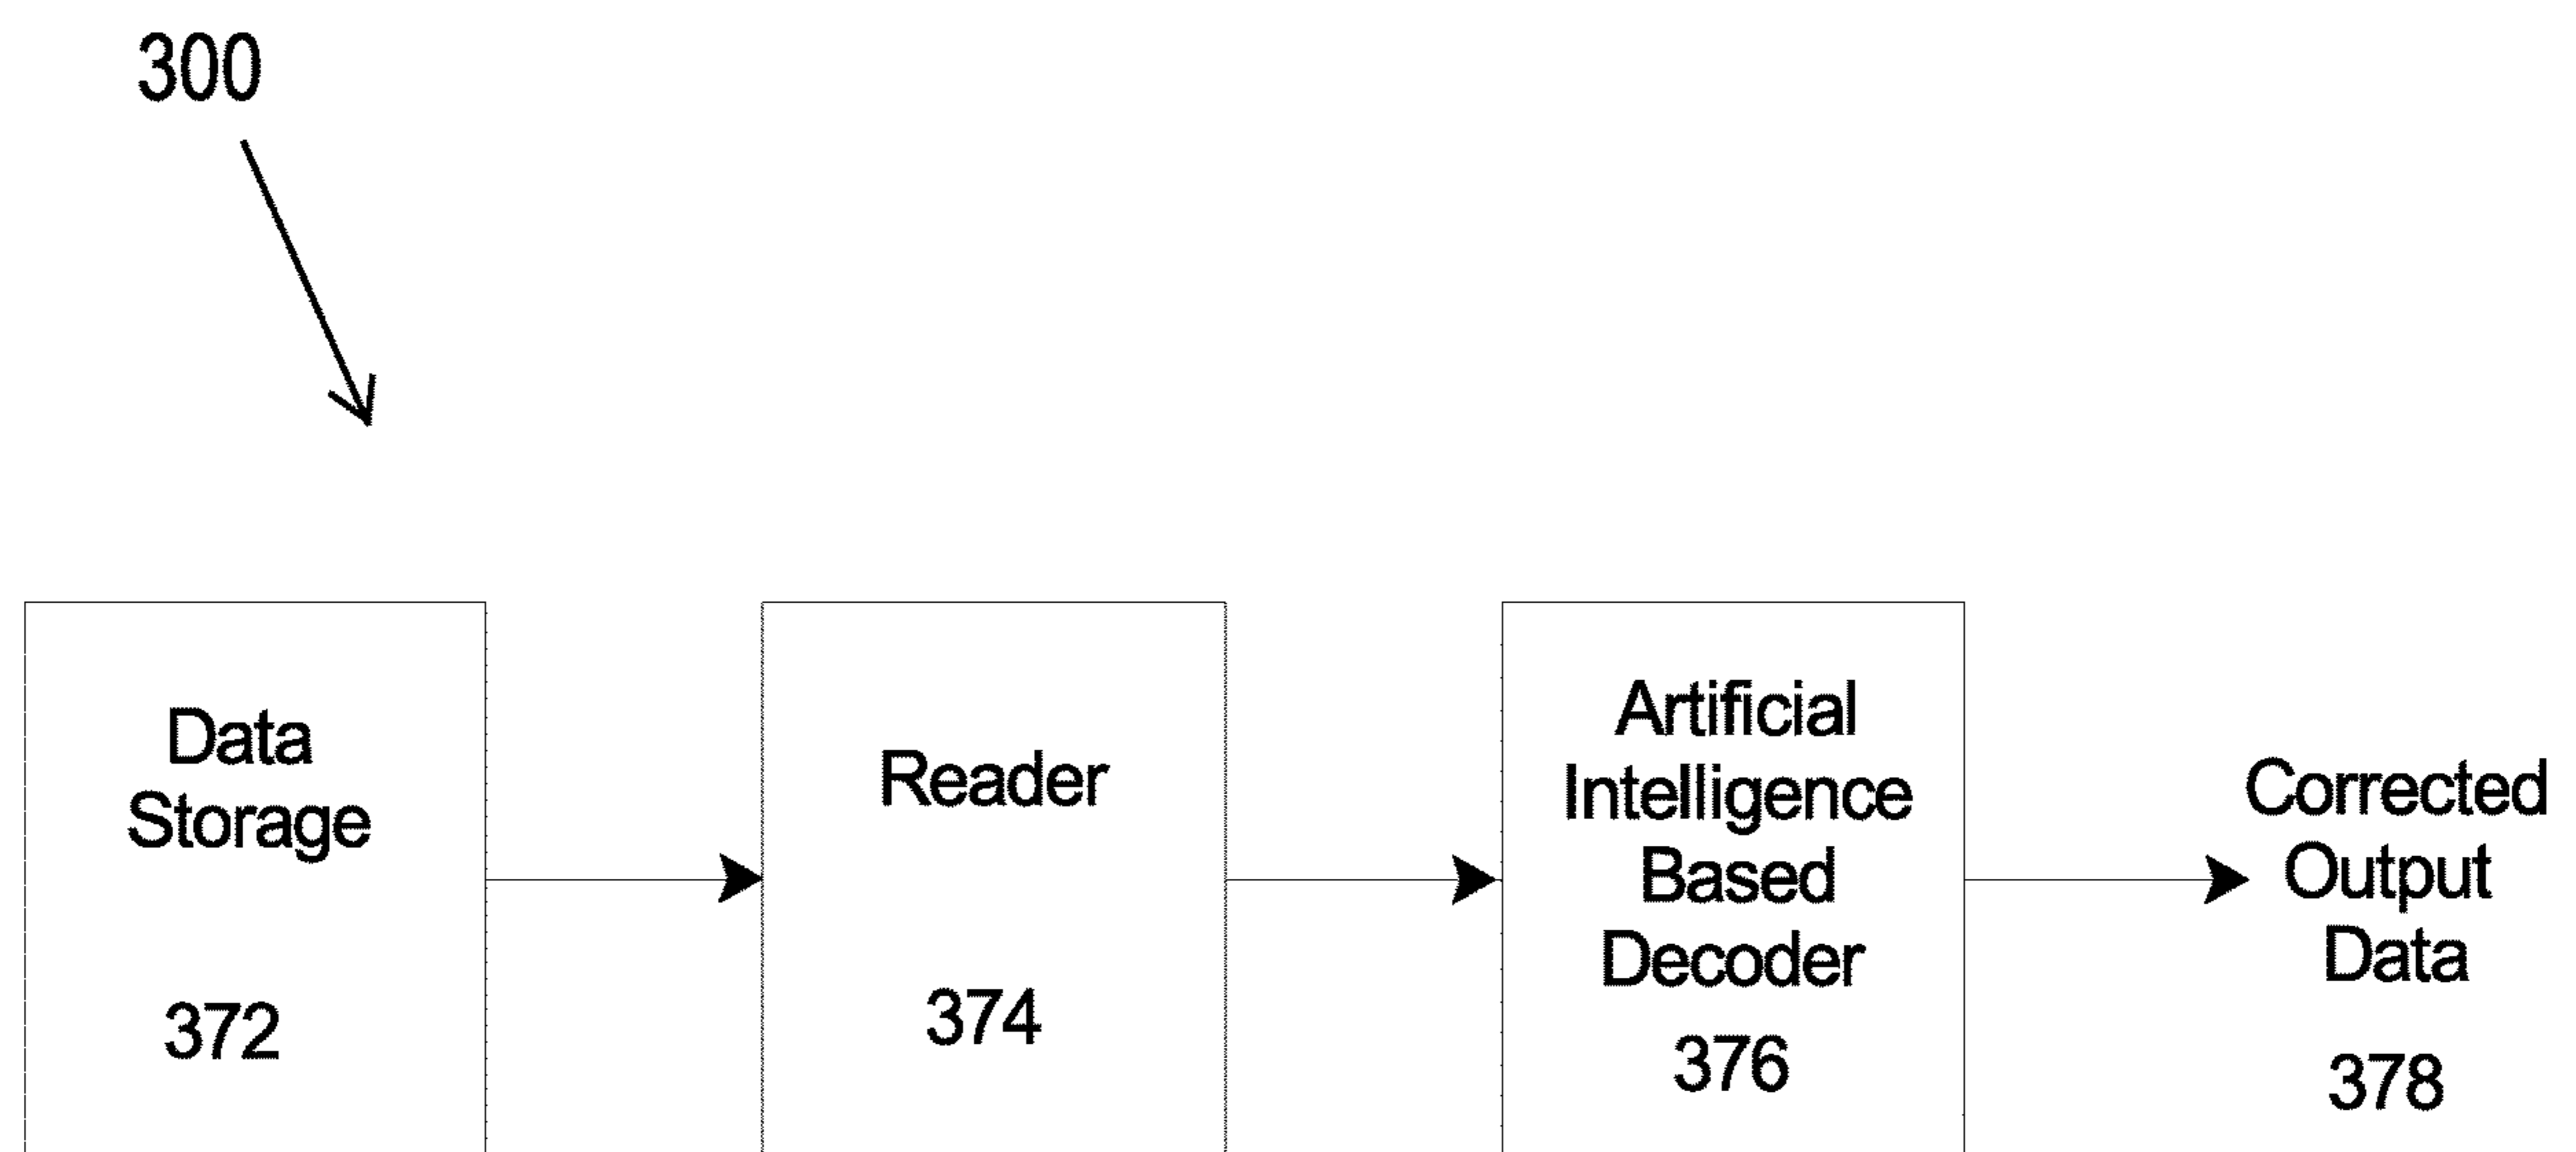 300
Data
Storage
372
Reader
374
Artificial
Intelligence
Based
Decoder
376
Corrected
Output
Data
378